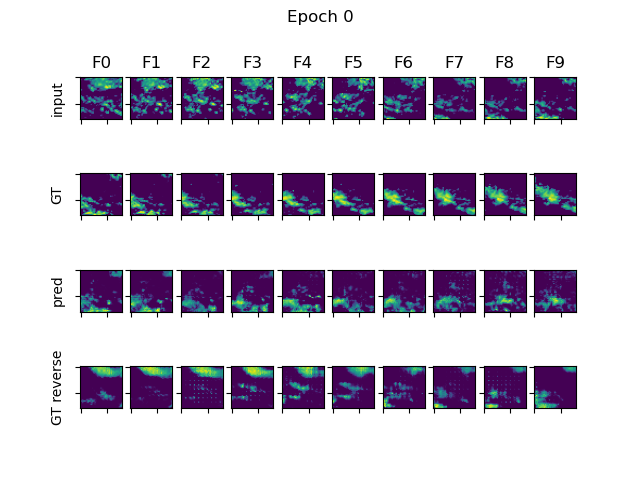 Epoch 0
F0 F1 F2 F3 F4 F5 F6 F7 F8 F9
input
GT
pred
GT reverse